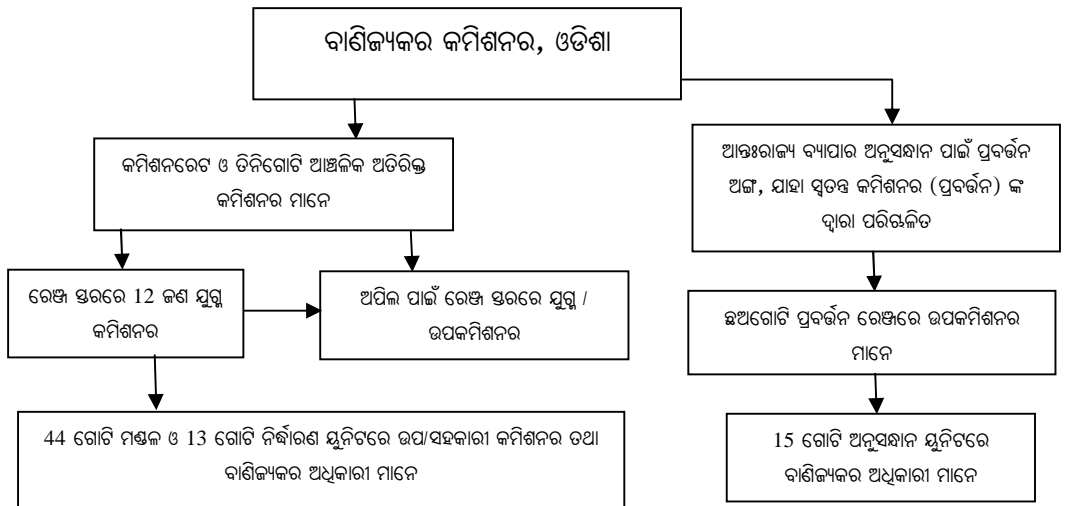 ବାଣିଜ୍ୟକର କମିଶନର, ଓଡିଶା
କମିଶନରେଟ ଓ ତିନିଗୋଟି ଆଞ୍ଚଳିକ ଅତିରିକ୍ତ
କମିଶନର ମାନେ
ଆନ୍ତଃରାଜ୍ୟ ବ୍ୟାପାର ଅନୁସନ୍ଧାନ ପାଇଁ ପ୍ରବର୍ତ୍ତନ
ଅଙ୍ଗ, ଯାହା ସ୍ୱତନ୍ତ୍ର କମିଶନର (ପ୍ରବର୍ତ୍ତନ) ଙ୍କ
ଦ୍ୱାରା ପରିଚାଳିତ
ରେଞ୍ଜ ସ୍ତରରେ 12 ଜଣ ଯୁଗ୍ମ
କମିଶନର
ଅପିଲ ପାଇଁ ରେଞ୍ଜ ସ୍ତରରେ ଯୁଗ୍ମ /
ଉପକମିଶନର
ଛଅଗୋଟି ପ୍ରବର୍ତ୍ତନ ରେଞ୍ଜରେ ଉପକମିଶନର
ମାନେ
44 ଗୋଟି ମଣ୍ଡଳ ଓ 13 ଗୋଟି ନିର୍ଦ୍ଧାରଣ ୟୁନିଟରେ ଉପ/ସହକାରୀ କମିଶନର ତଥା
ବାଣିଜ୍ୟକର ଅଧିକାରୀ ମାନେ
15 ଗୋଟି ଅନୁସନ୍ଧାନ ୟୁନିଟରେ
ବାଣିଜ୍ୟକର ଅଧିକାରୀ ମାନେ